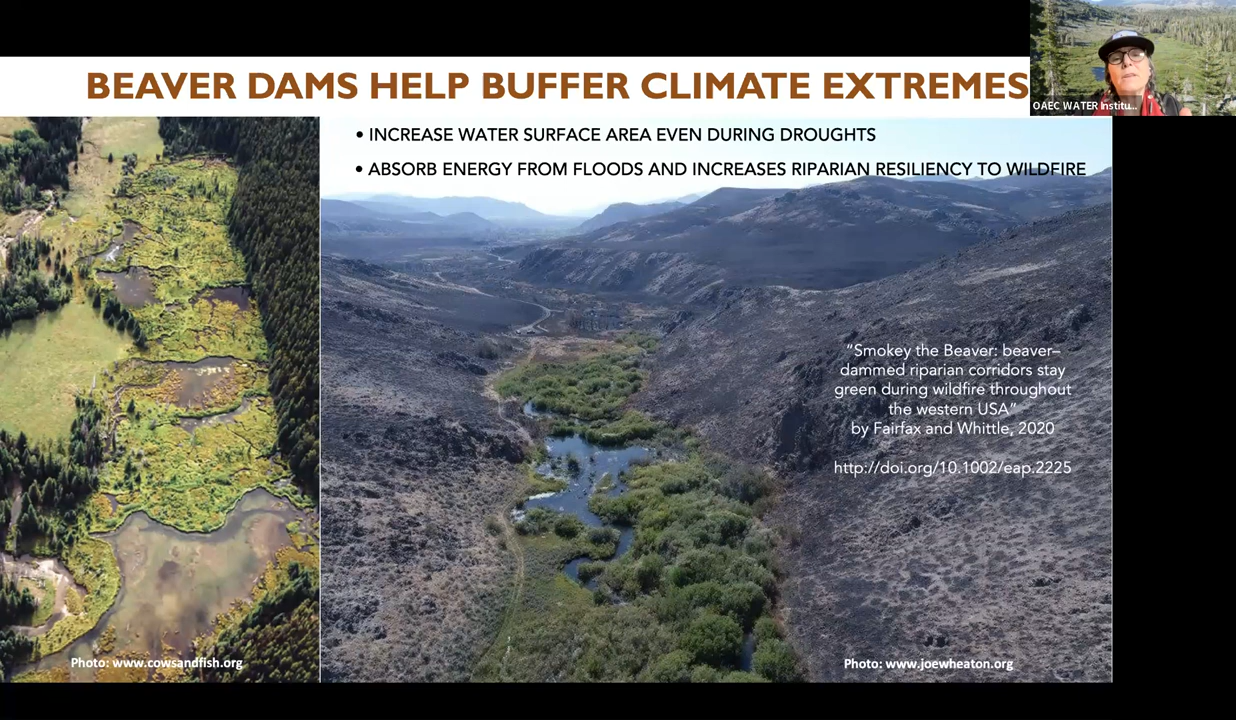 BEAVER DAMS HELP BUFFER CLIMATE EXTREMES
OAEC WATER Institu...
• INCREASE WATER SURFACE AREA EVEN DURING DROUGHTS
• ABSORB ENERGY FROM FLOODS AND INCREASES RIPARIAN RESILIENCY TO WILDFIRE
"Smokey the Beaver: beaver–
dammed riparian corridors stay
green during wildfire throughout
the western USA"
by Fairfax and Whittle, 2020
http://doi.org/10.1002/eap.2225
Photo: www.cowsandfish.org
Photo: www.joewheaton.org